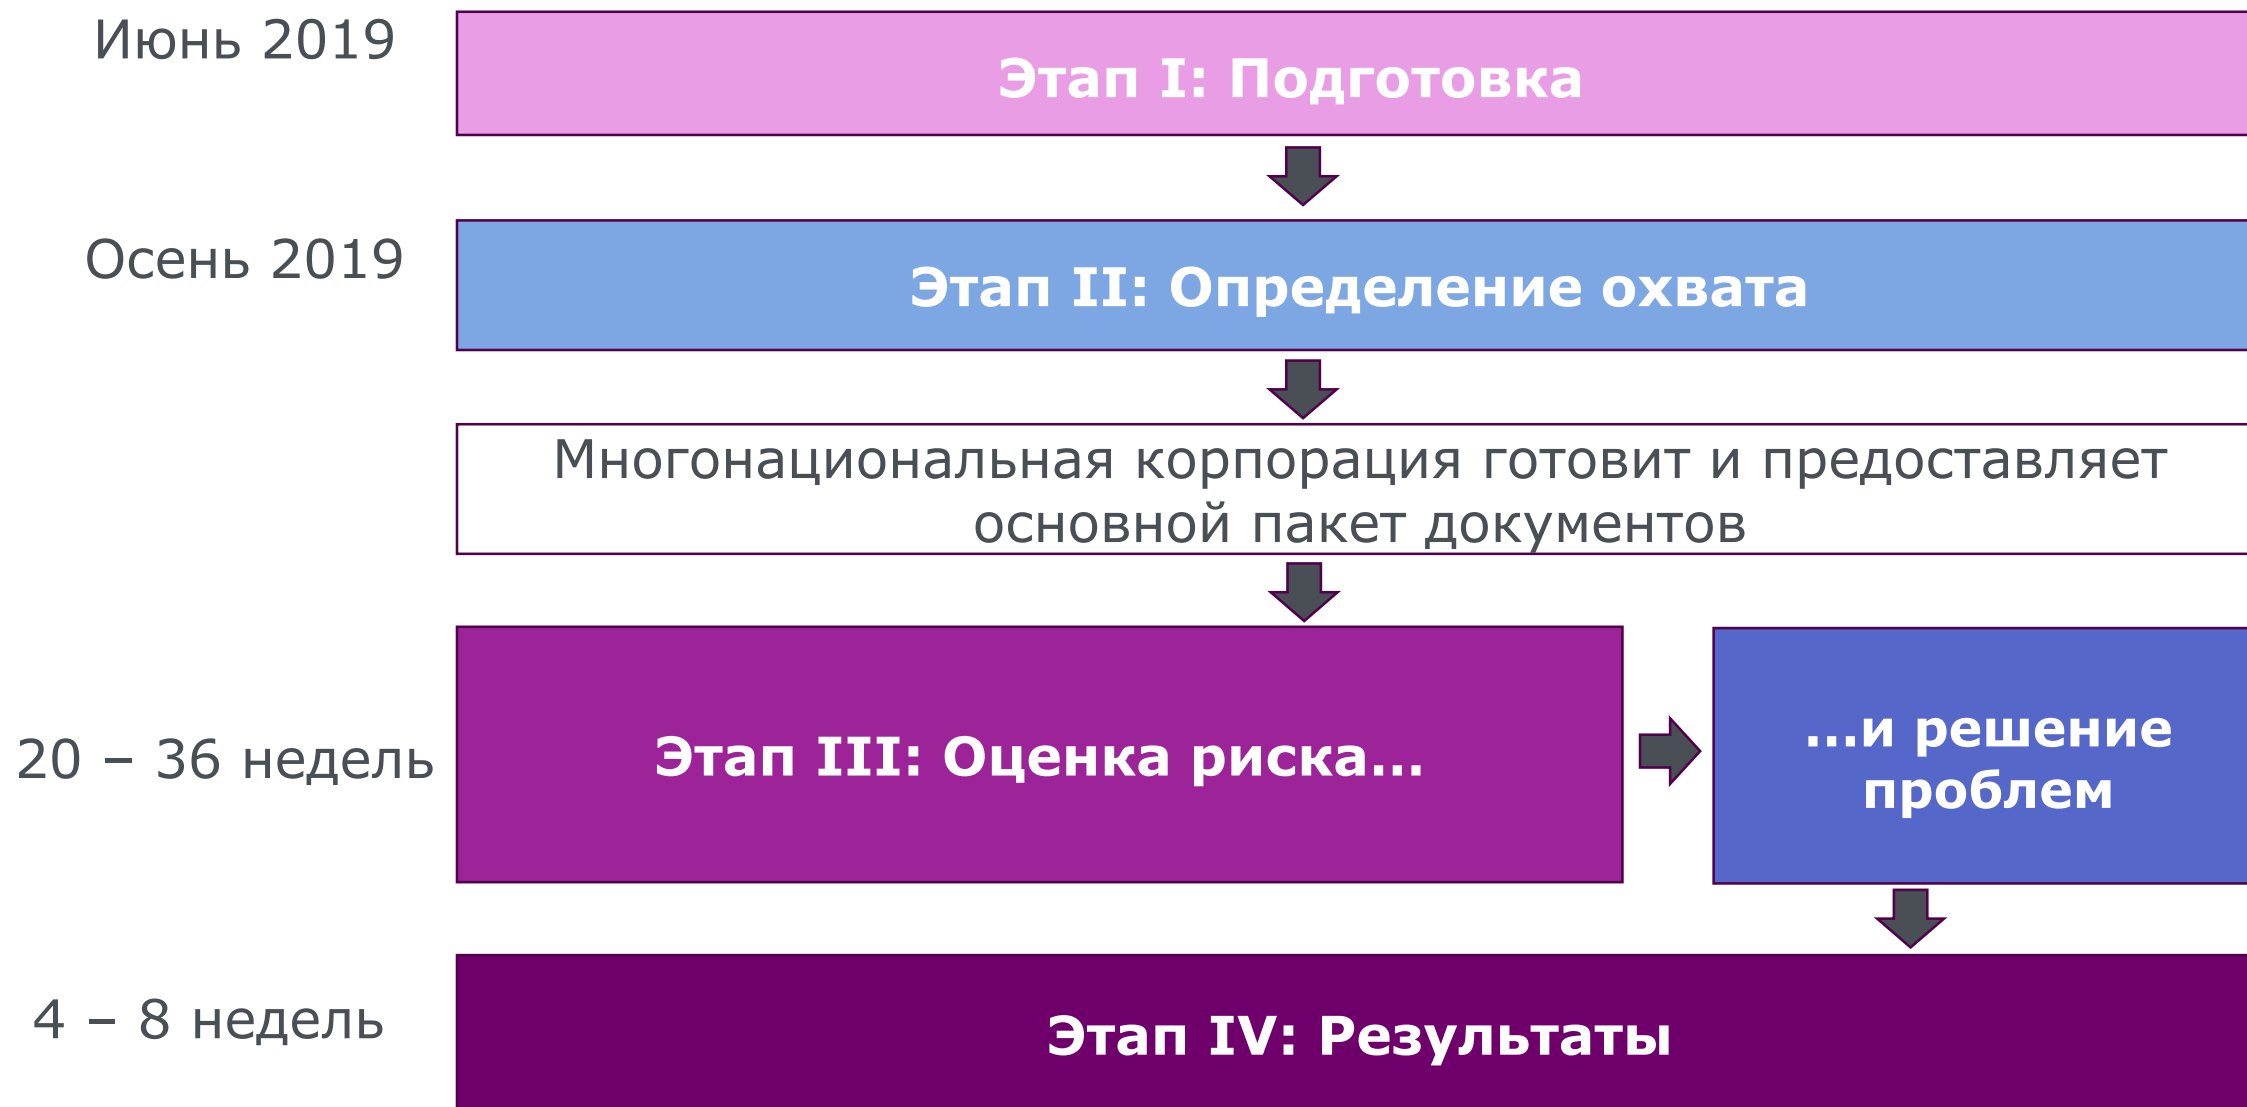 Июнь 2019
Этап I: Подготовка
Осень 2019
Этап II: Определение охвата
Многонациональная корпорация готовит и предоставляет
основной пакет документов
20 – 36 недель
Этап III: Оценка риска...
...и решение
проблем
4 – 8 недель
Этап IV: Результаты